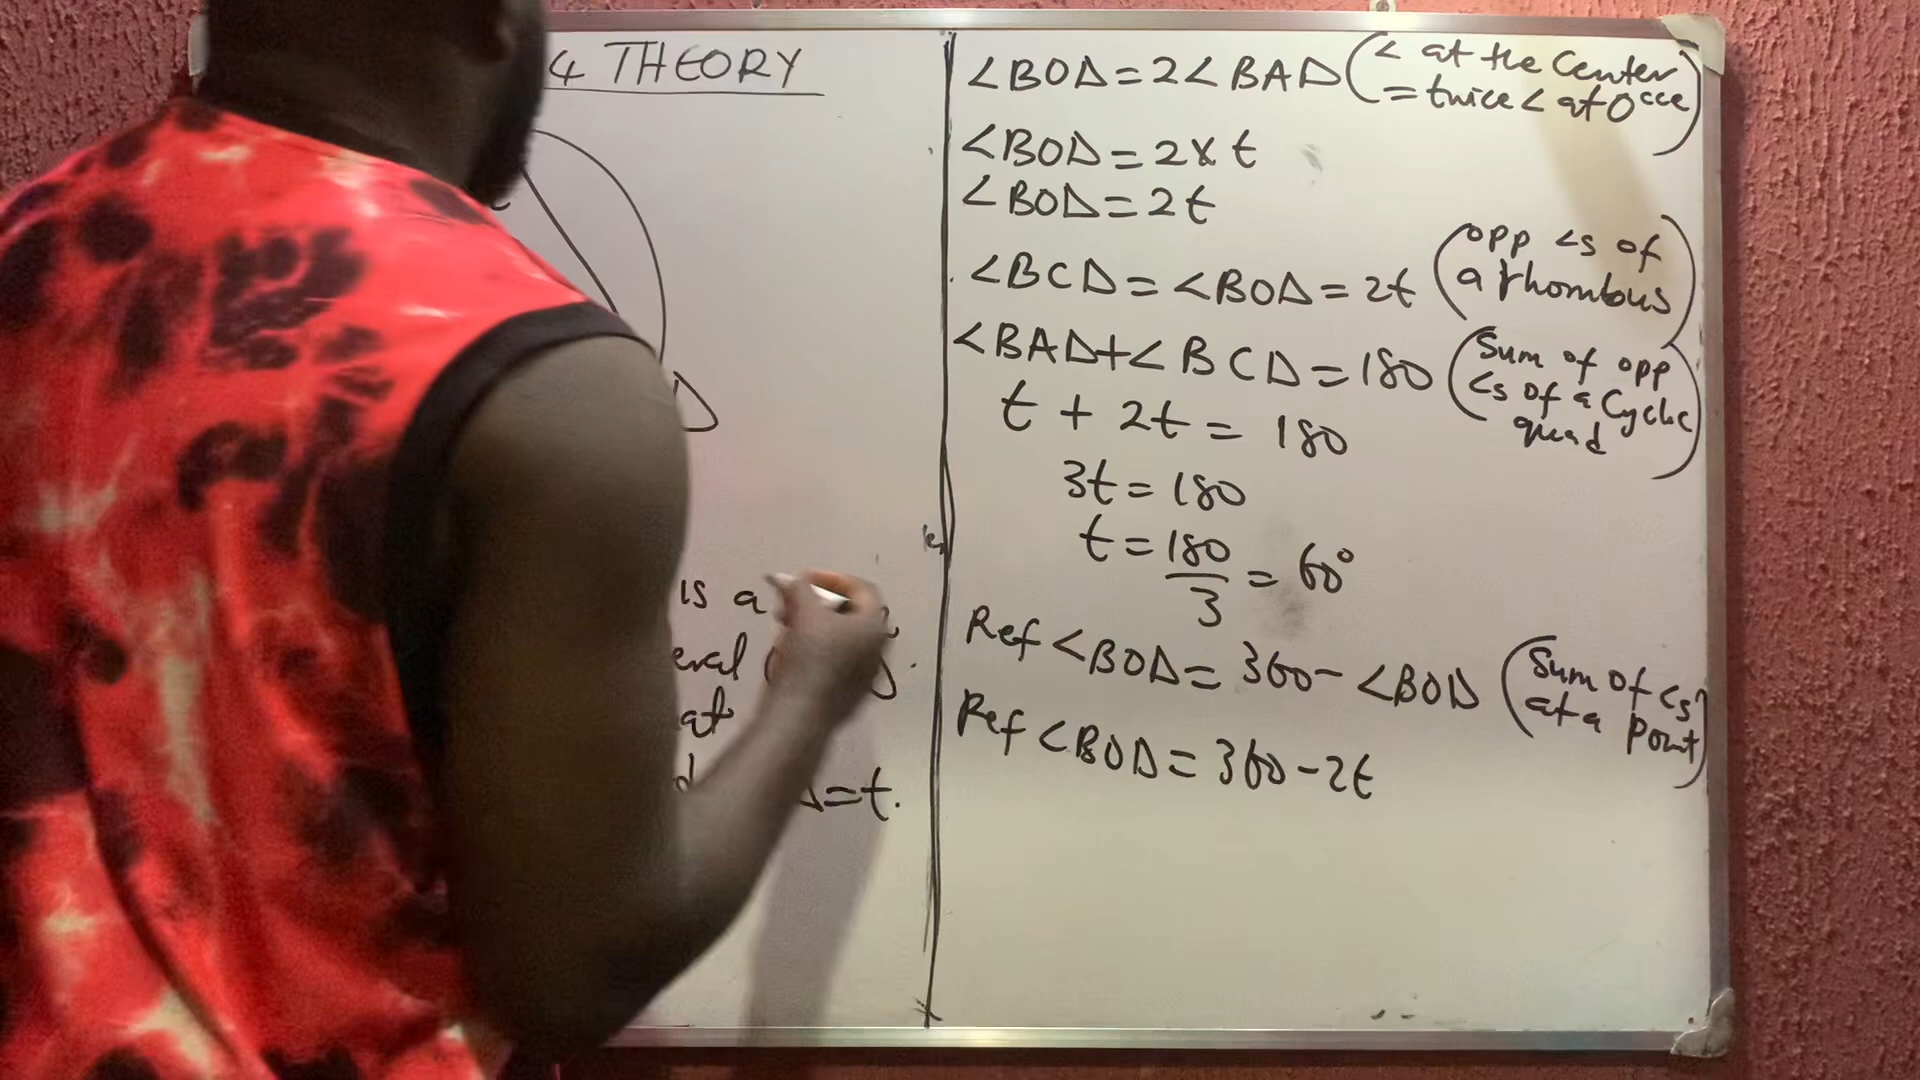 4 THEORY
D
is a
eral
at
=t.
<BOD=2<BAD (< at the Center
= twice < at Occe)
<BOD=2x t
<BOD=2t
<BCD=<BOD=2t (opp <s of
a rhombus)
<BAD+<BCD=180 (Sum of opp
<s of a Cyclic
quad)
t + 2t = 180
3t=180
t=180/3=60°
Ref <BOD=360-<BOD (Sum of <s
at a point)
Ref <BOD=360-2t